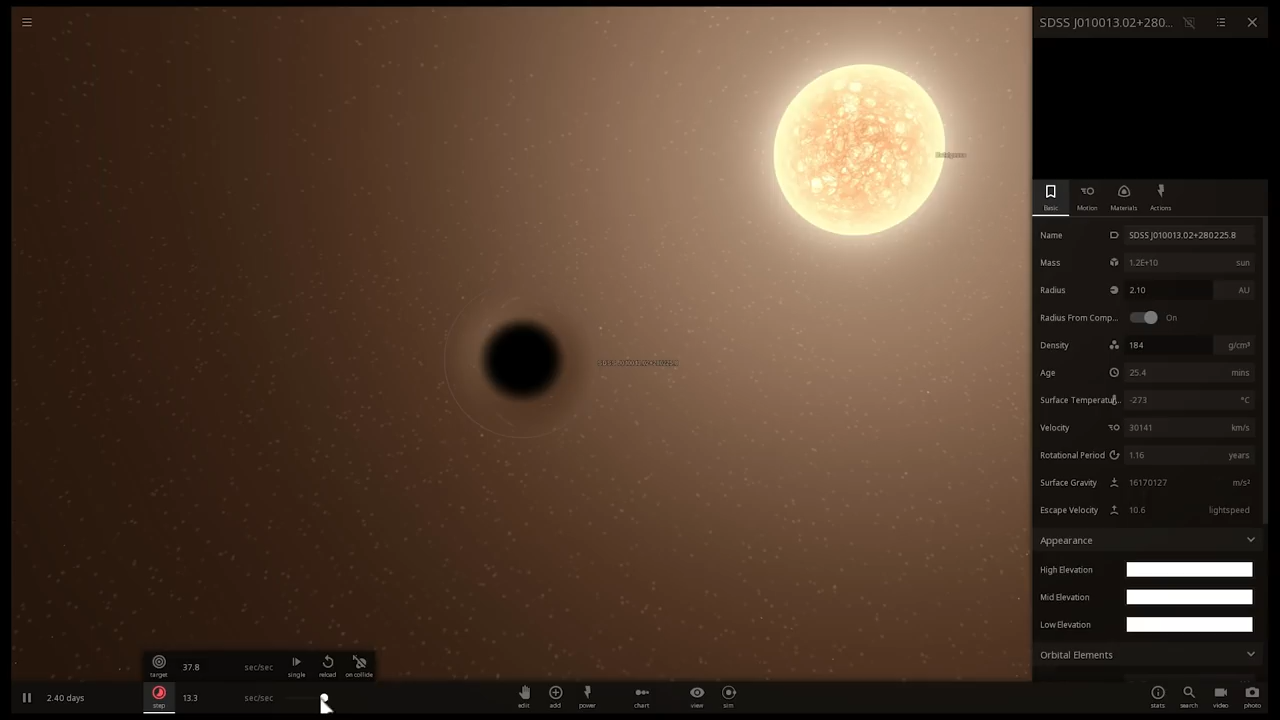 SDSS J010013.02+280...
Basic
Motion
Materials
Actions
Name SDSS J010013.02+280225.8
Mass 1.2E+10 sun
Radius 2.10 AU
Radius From Comp... On
Density 184 g/cm³
Age 25.4 mins
Surface Temperatu... -273 °C
Velocity 30141 km/s
Rotational Period 1.16 years
Surface Gravity 16170127 m/s²
Escape Velocity 10.6 lightspeed
Appearance
High Elevation
Mid Elevation
Low Elevation
Orbital Elements
target 37.8 sec/sec single reload on collide
2.40 days step 13.3 sec/sec edit add power chart view sim stats search video photo